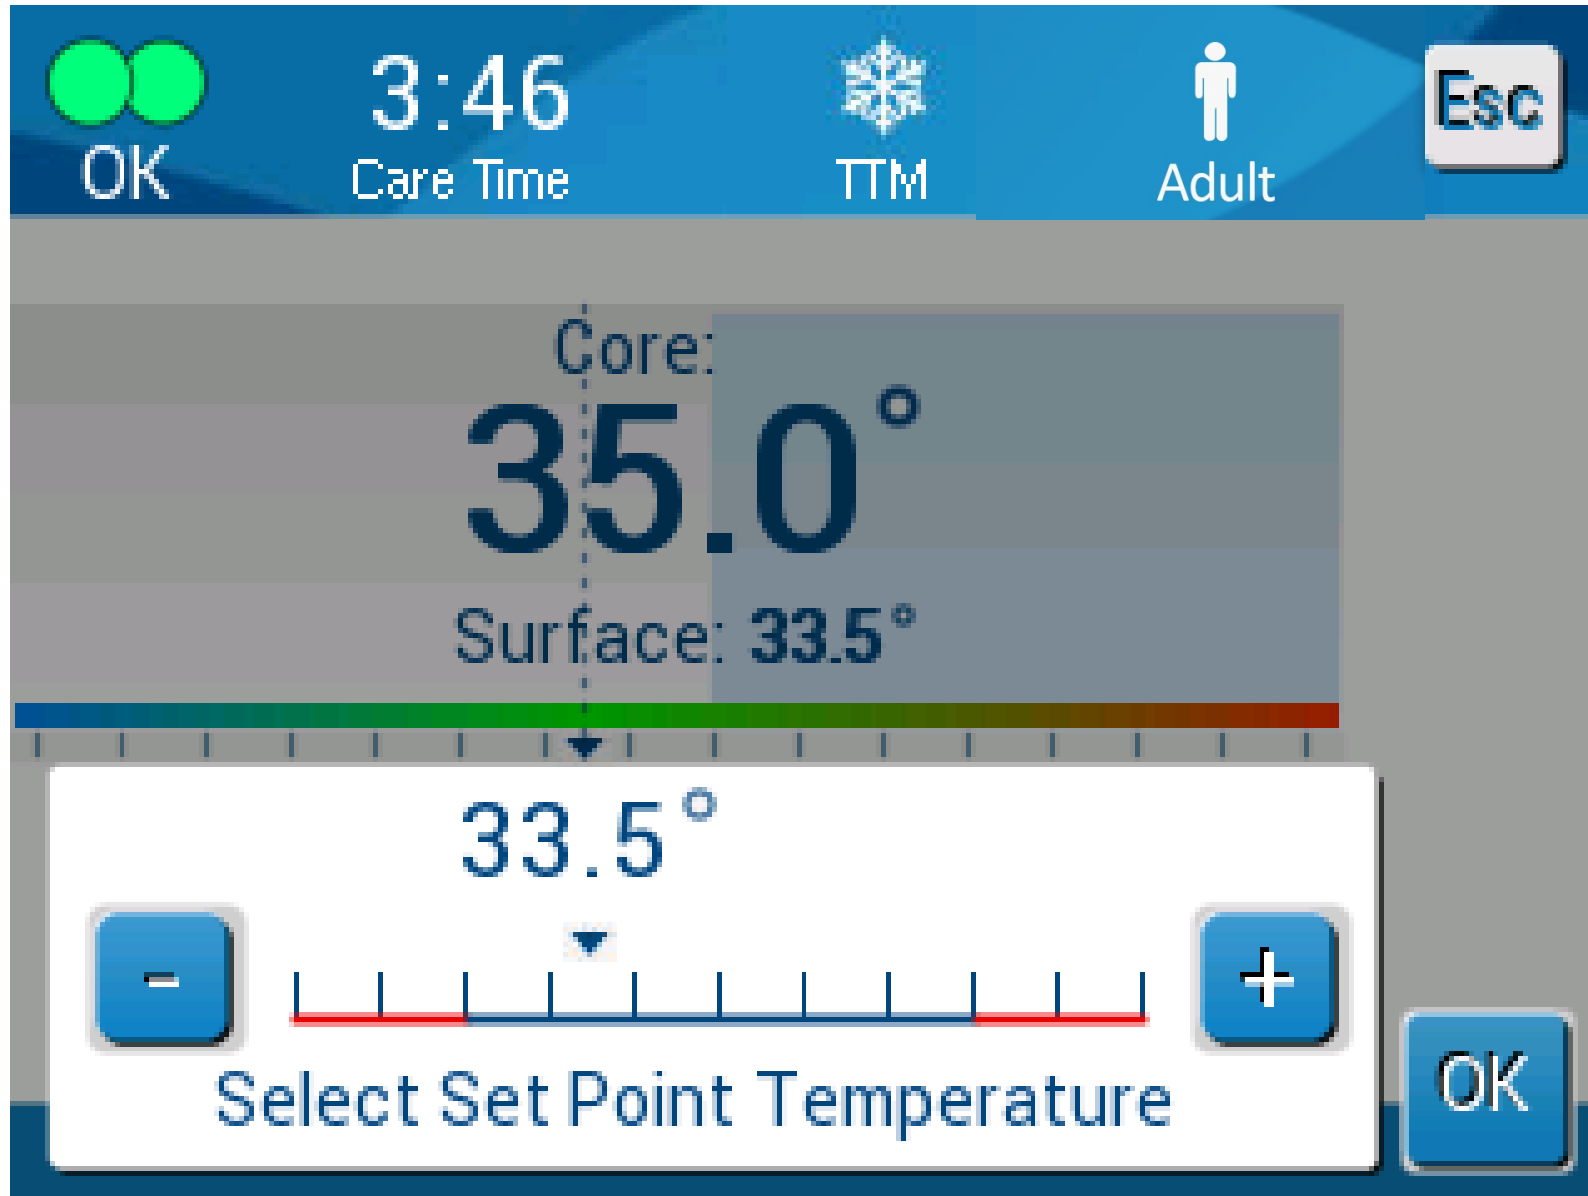 3:46
OK
Care Time
TTM
Adult
Esc
Core:
35.0°
Surface: 33.5°
33.5°
-
+
Select Set Point Temperature
OK